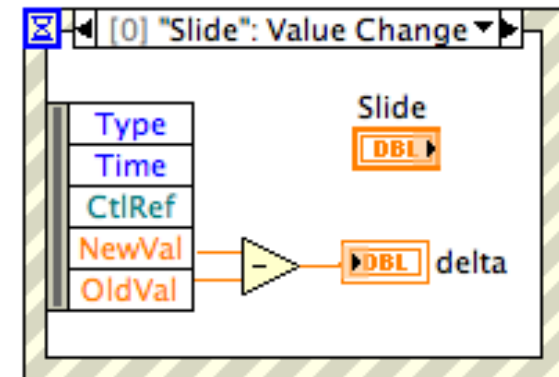 [0] "Slide": Value Change
Type
Time
CtlRef
NewVal
OldVal
Slide
DBL
-
DBL
delta